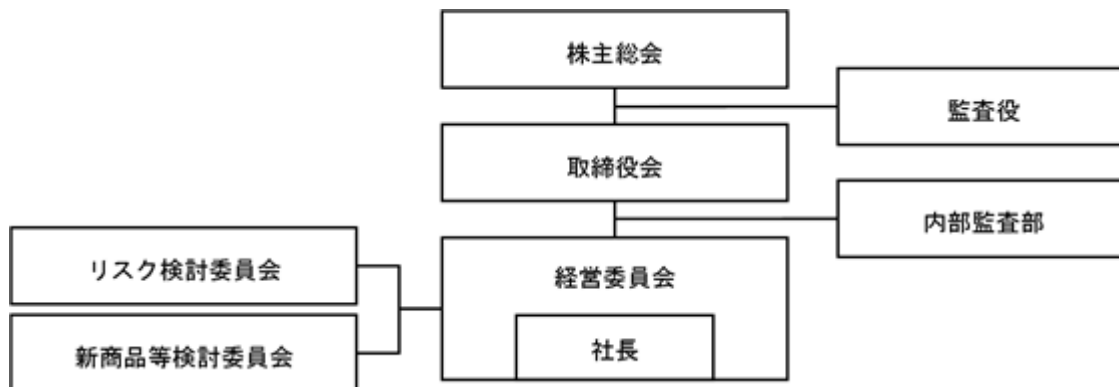 株主総会
監査役
取締役会
内部監査部
リスク検討委員会
経営委員会
新商品等検討委員会
社長